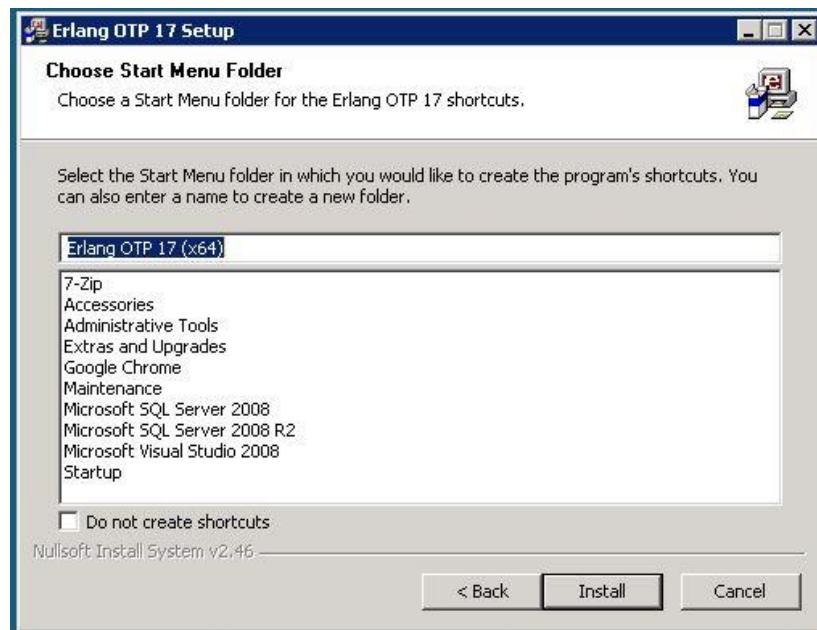 Erlang OTP 17 Setup
Choose Start Menu Folder
Choose a Start Menu folder for the Erlang OTP 17 shortcuts.
Select the Start Menu folder in which you would like to create the program's shortcuts. You
can also enter a name to create a new folder.
Erlang OTP 17 (x64)
7-Zip
Accessories
Administrative Tools
Extras and Upgrades
Google Chrome
Maintenance
Microsoft SQL Server 2008
Microsoft SQL Server 2008 R2
Microsoft Visual Studio 2008
Startup
Do not create shortcuts
Nullsoft Install System v2.46
< Back
Install
Cancel